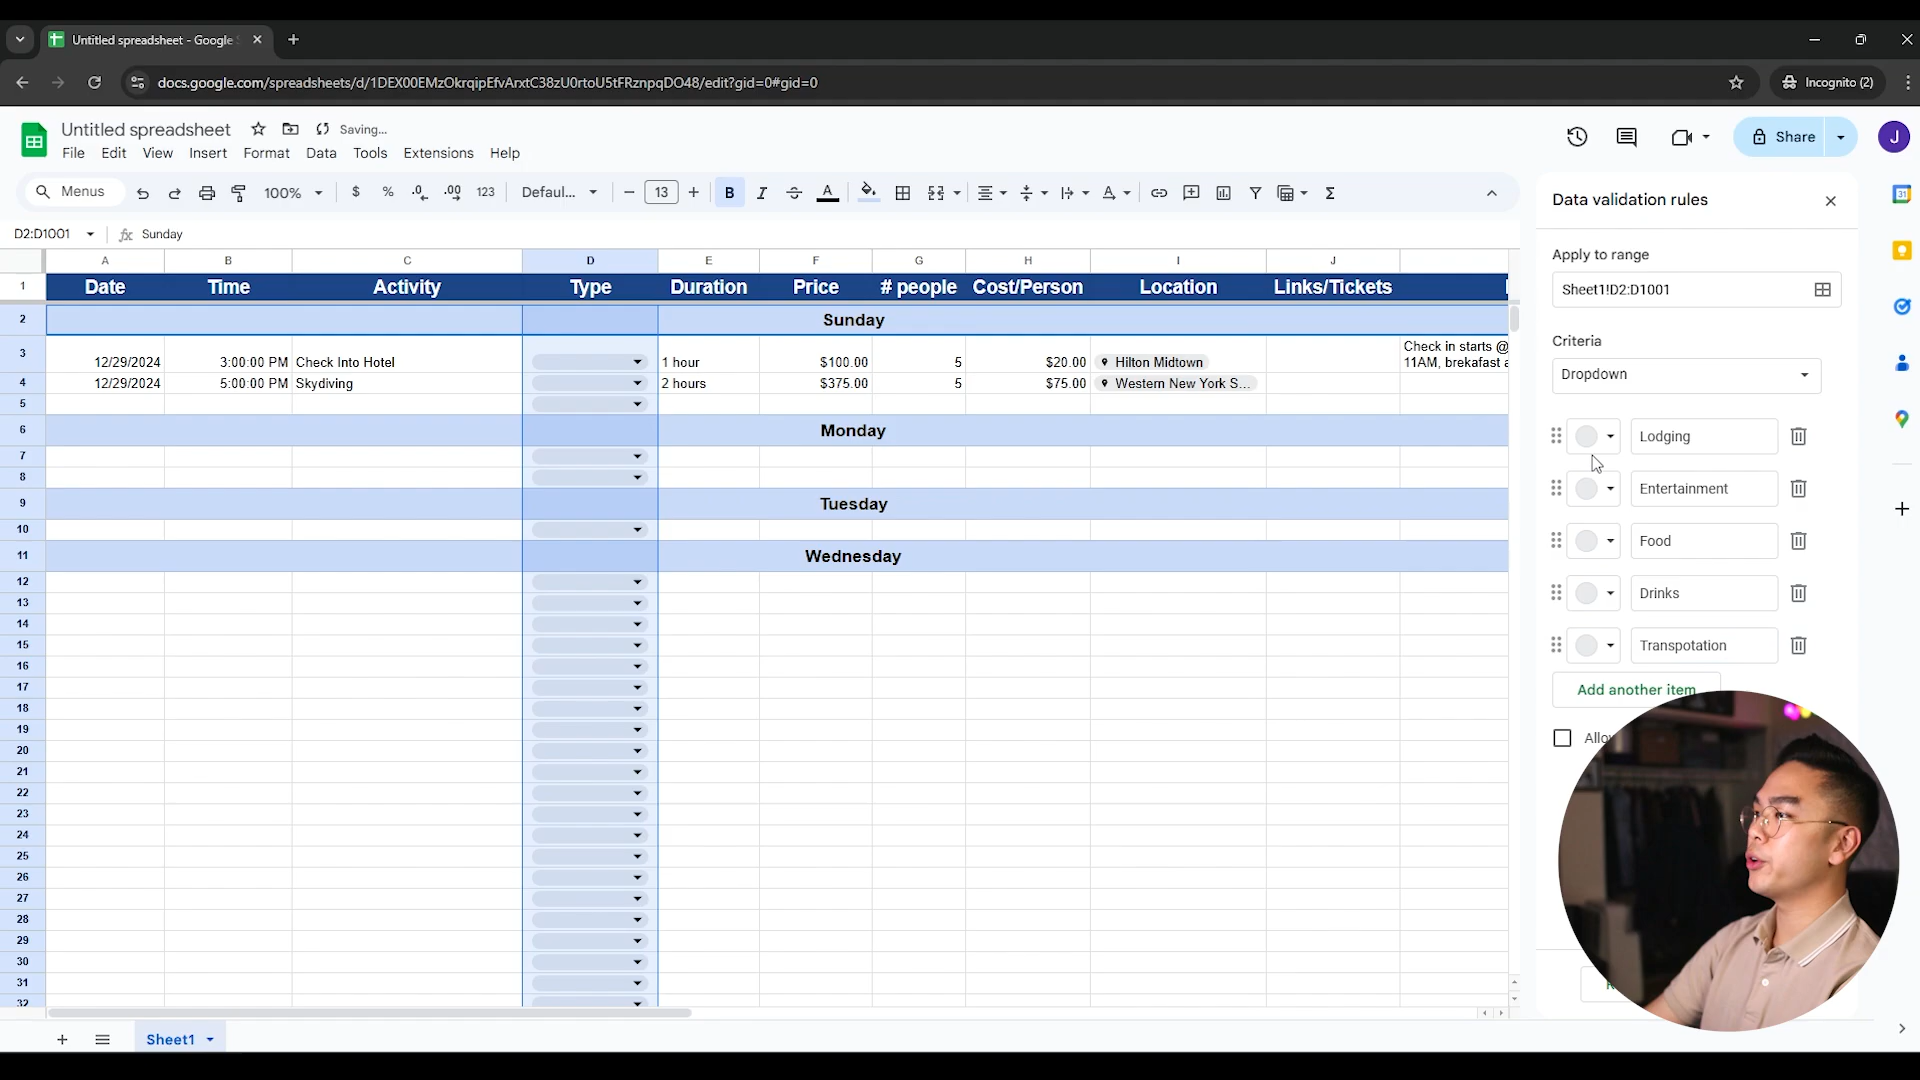 Untitled spreadsheet - Google
docs.google.com/spreadsheets/d/1DEX00EMzOkrqipEfvArxtC38zU0rtoU5tFRznpqDO48/edit?gid=0#gid=0
Incognito (2)
Untitled spreadsheet
Saving...
File Edit View Insert Format Data Tools Extensions Help
Share
J
Menus
100%
$ % .0 .00 123
Defaul...
13
B I A
D2:D1001
fx Sunday
A B C D E F G H I J
1 Date Time Activity Type Duration Price # people Cost/Person Location Links/Tickets
2 Sunday
3 12/29/2024 3:00:00 PM Check Into Hotel 1 hour $100.00 5 $20.00 Hilton Midtown Check in starts @
11AM, brekafast
4 12/29/2024 5:00:00 PM Skydiving 2 hours $375.00 5 $75.00 Western New York S...
5
6 Monday
7
8
9 Tuesday
10
11 Wednesday
12
13
14
15
16
17
18
19
20
21
22
23
24
25
26
27
28
29
30
31
32
Sheet1
Data validation rules
Apply to range
Sheet1!D2:D1001
Criteria
Dropdown
Lodging
Entertainment
Food
Drinks
Transpotation
Add another item
31